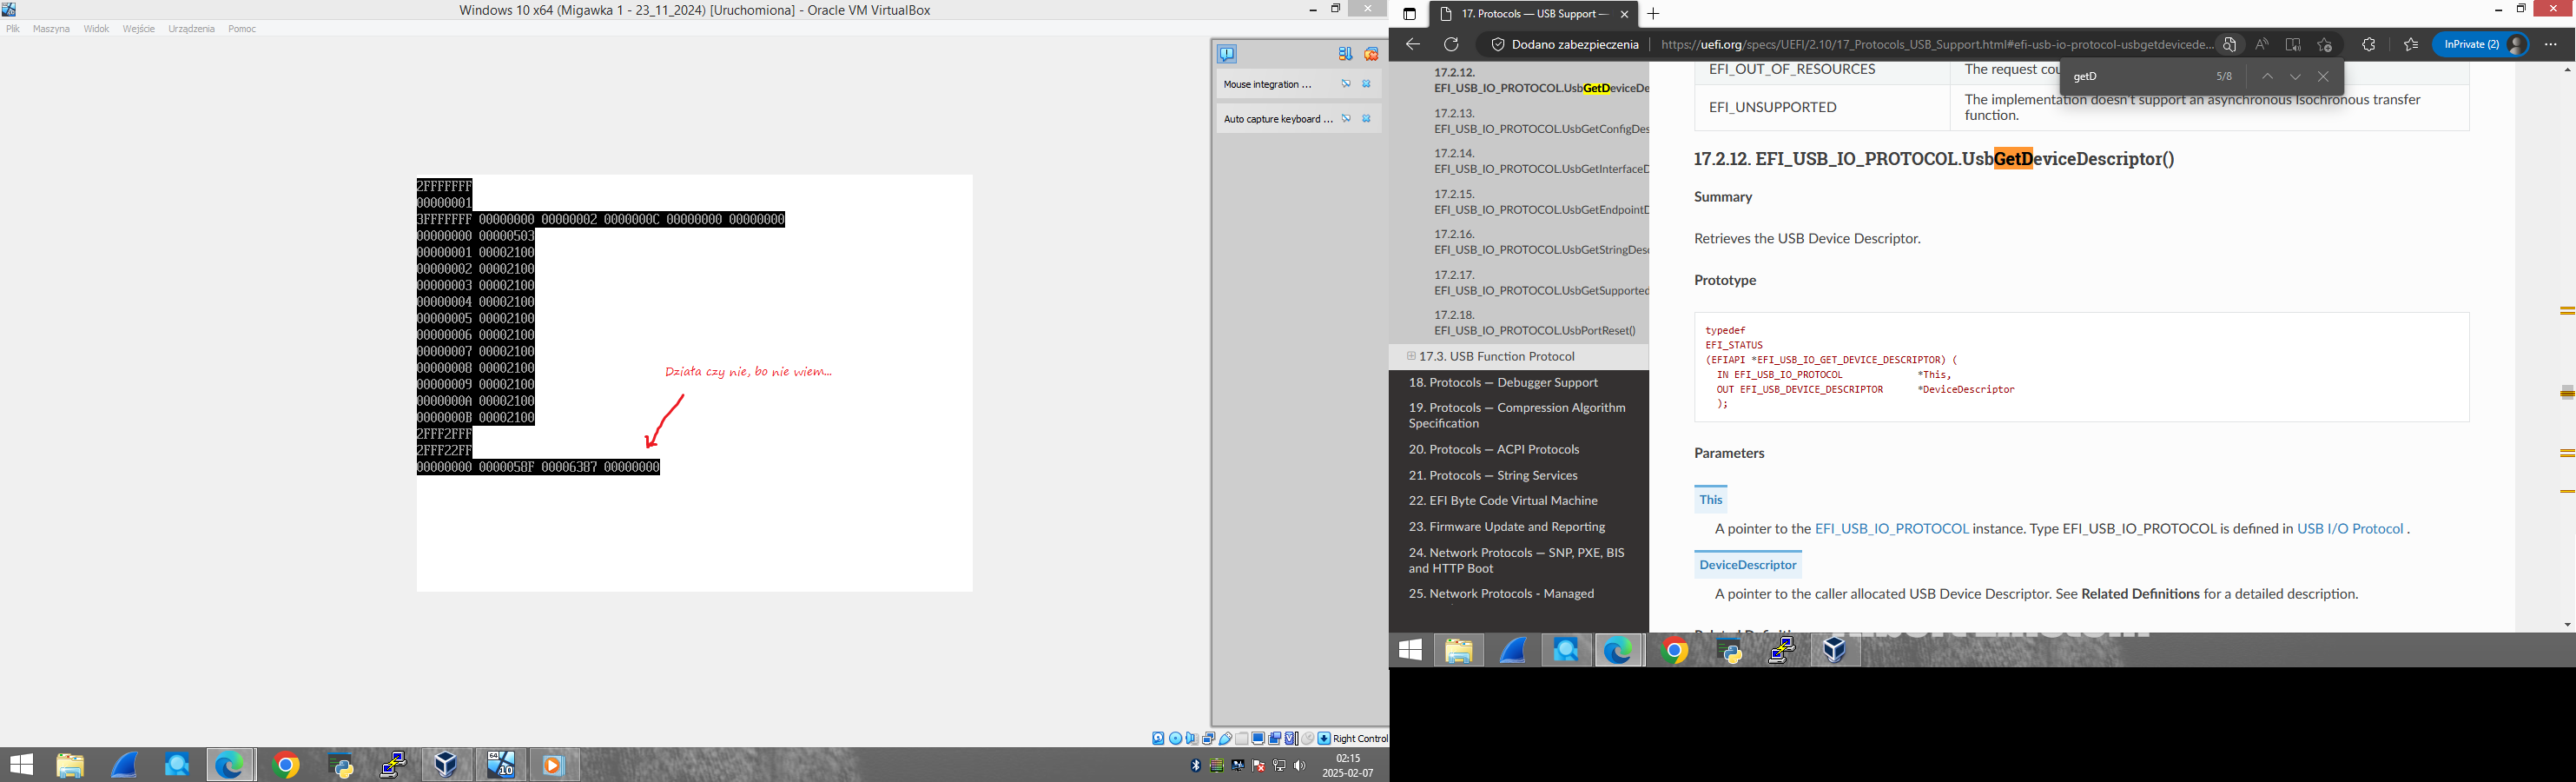 Windows 10 x64 (Migawka 1 - 23_11_2024) [Uruchomiona] - Oracle VM VirtualBox
Plik Maszyna Widok Wejście Urządzenia Pomoc
Mouse integration ...
Auto capture keyboard ...
2FFFFFFF
00000001
3FFFFFFF 00000000 00000002 0000000C 00000000 00000000
00000000 00000503
00000001 00002100
00000002 00002100
00000003 00002100
00000004 00002100
00000005 00002100
00000006 00002100
00000007 00002100
00000008 00002100
00000009 00002100
0000000A 00002100
0000000B 00002100
2FFF2FFF
2FFF22FF
00000000 0000058F 00006387 00000000
Działa czy nie, bo nie wiem...
Right Control
64
10
02:15
2025-02-07
17. Protocols — USB Support —
Dodano zabezpieczenia
https://uefi.org/specs/UEFI/2.10/17_Protocols_USB_Support.html#efi-usb-io-protocol-usbgetdevicede...
InPrivate (2)
getD
5/8
17.2.12.
EFI_USB_IO_PROTOCOL.UsbGetDeviceDe
17.2.13.
EFI_USB_IO_PROTOCOL.UsbGetConfigDes
17.2.14.
EFI_USB_IO_PROTOCOL.UsbGetInterfaceD
17.2.15.
EFI_USB_IO_PROTOCOL.UsbGetEndpointD
17.2.16.
EFI_USB_IO_PROTOCOL.UsbGetStringDesc
17.2.17.
EFI_USB_IO_PROTOCOL.UsbGetSupported
17.2.18.
EFI_USB_IO_PROTOCOL.UsbPortReset()
17.3. USB Function Protocol
18. Protocols — Debugger Support
19. Protocols — Compression Algorithm
Specification
20. Protocols — ACPI Protocols
21. Protocols — String Services
22. EFI Byte Code Virtual Machine
23. Firmware Update and Reporting
24. Network Protocols — SNP, PXE, BIS
and HTTP Boot
25. Network Protocols - Managed
EFI_OUT_OF_RESOURCES The request cou
EFI_UNSUPPORTED The implementation doesn't support an asynchronous isochronous transfer
function.
17.2.12. EFI_USB_IO_PROTOCOL.UsbGetDeviceDescriptor()
Summary
Retrieves the USB Device Descriptor.
Prototype
typedef
EFI_STATUS
(EFIAPI *EFI_USB_IO_GET_DEVICE_DESCRIPTOR) (
IN EFI_USB_IO_PROTOCOL *This,
OUT EFI_USB_DEVICE_DESCRIPTOR *DeviceDescriptor
);
Parameters
This
A pointer to the EFI_USB_IO_PROTOCOL instance. Type EFI_USB_IO_PROTOCOL is defined in USB I/O Protocol .
DeviceDescriptor
A pointer to the caller allocated USB Device Descriptor. See Related Definitions for a detailed description.